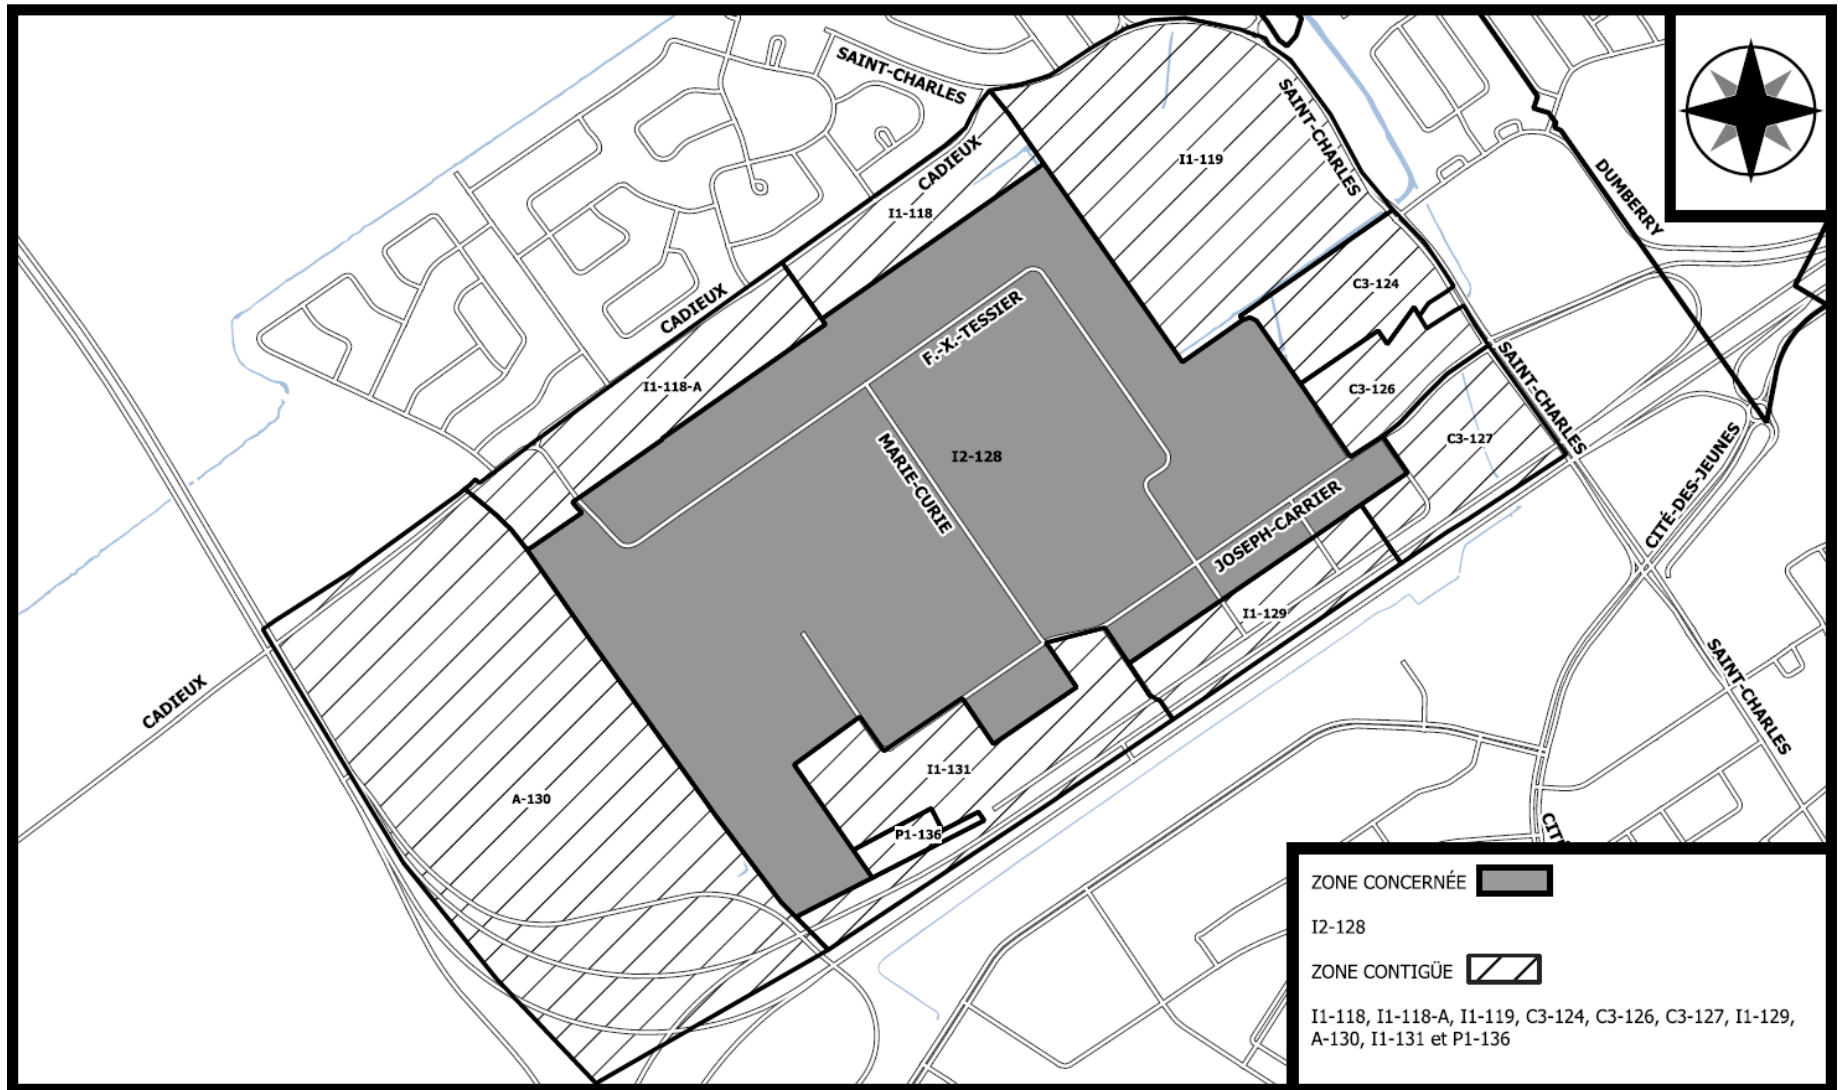 SAINT-CHARLES
SAINT-CHARLES
CADIEUX
I1-119
DUMBERRY
I1-118
CADIEUX
C3-124
F.-X.-TESSIER
I1-118-A
SAINT-CHARLES
C3-126
MARIE-CURIE
I2-128
C3-127
CITÉ-DES-JEUNES
JOSEPH-CARRIER
I1-129
CADIEUX
SAINT-CHARLES
I1-131
A-130
P1-136
CIT
ZONE CONCERNÉE
I2-128
ZONE CONTIGÜE
I1-118, I1-118-A, I1-119, C3-124, C3-126, C3-127, I1-129,
A-130, I1-131 et P1-136